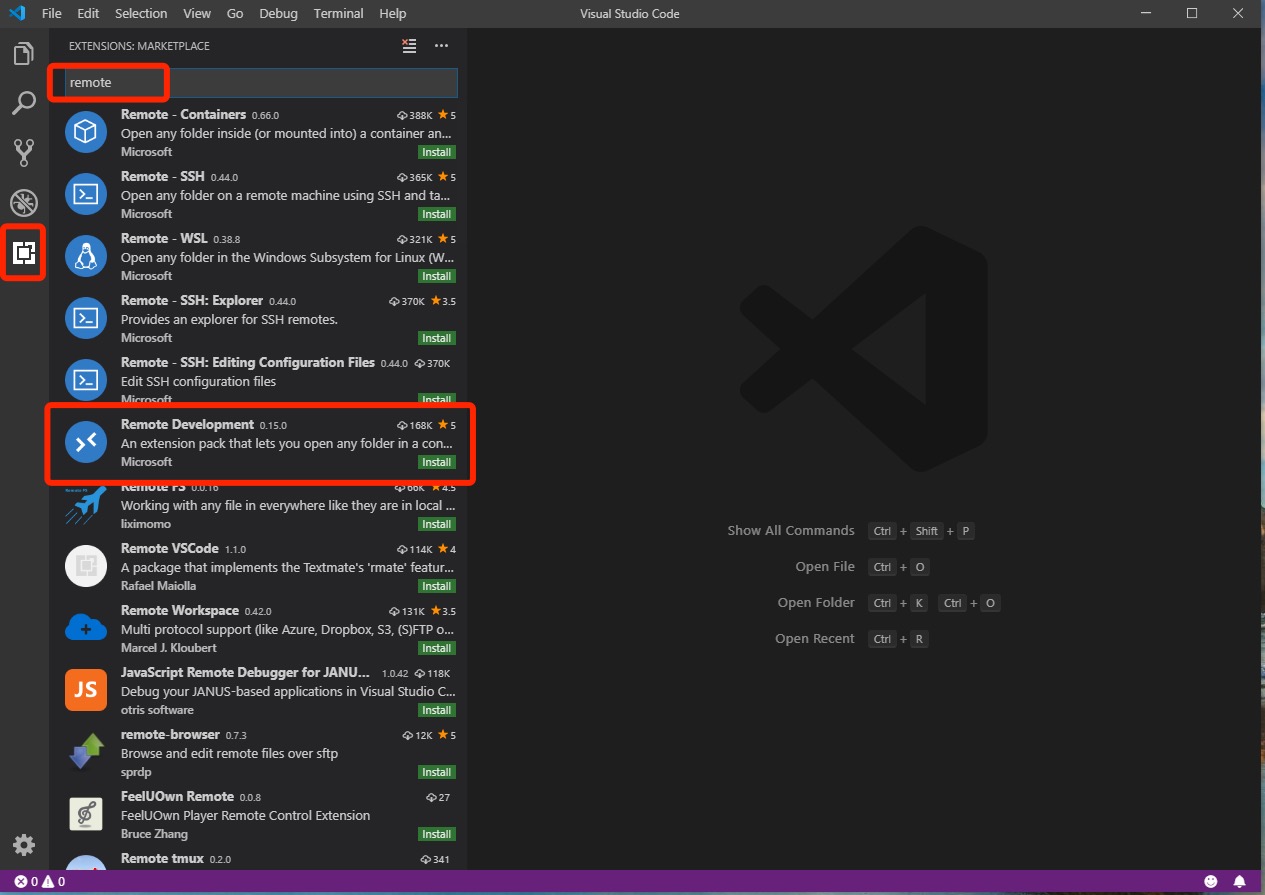 File Edit Selection View Go Debug Terminal Help Visual Studio Code
EXTENSIONS: MARKETPLACE
remote
Remote - Containers 0.66.0 388K 5
Open any folder inside (or mounted into) a container an...
Microsoft Install
Remote - SSH 0.44.0 365K 5
Open any folder on a remote machine using SSH and ta...
Microsoft Install
Remote - WSL 0.38.8 321K 5
Open any folder in the Windows Subsystem for Linux (W...
Microsoft Install
Remote - SSH: Explorer 0.44.0 370K 3.5
Provides an explorer for SSH remotes.
Microsoft Install
Remote - SSH: Editing Configuration Files 0.44.0 370K
Edit SSH configuration files
Microsoft Install
Remote Development 0.15.0 168K 5
An extension pack that lets you open any folder in a con...
Microsoft Install
Remote FS 0.0.16 66K 4.5
Working with any file in everywhere like they are in local ...
liximomo Install
Remote VSCode 1.1.0 114K 4
A package that implements the Textmate's 'rmate' featur...
Rafael Maiolla Install
Remote Workspace 0.42.0 131K 3.5
Multi protocol support (like Azure, Dropbox, S3, (S)FTP o...
Marcel J. Kloubert Install
JS
JavaScript Remote Debugger for JANU... 1.0.42 118K
Debug your JANUS-based applications in Visual Studio C...
otris software Install
remote-browser 0.7.3 12K 5
Browse and edit remote files over sftp
sprdp Install
FeelUOwn Remote 0.0.8 27
FeelUOwn Player Remote Control Extension
Bruce Zhang Install
Remote tmux 0.2.0 341
Show All Commands Ctrl + Shift + P
Open File Ctrl + O
Open Folder Ctrl + K Ctrl + O
Open Recent Ctrl + R
0 0